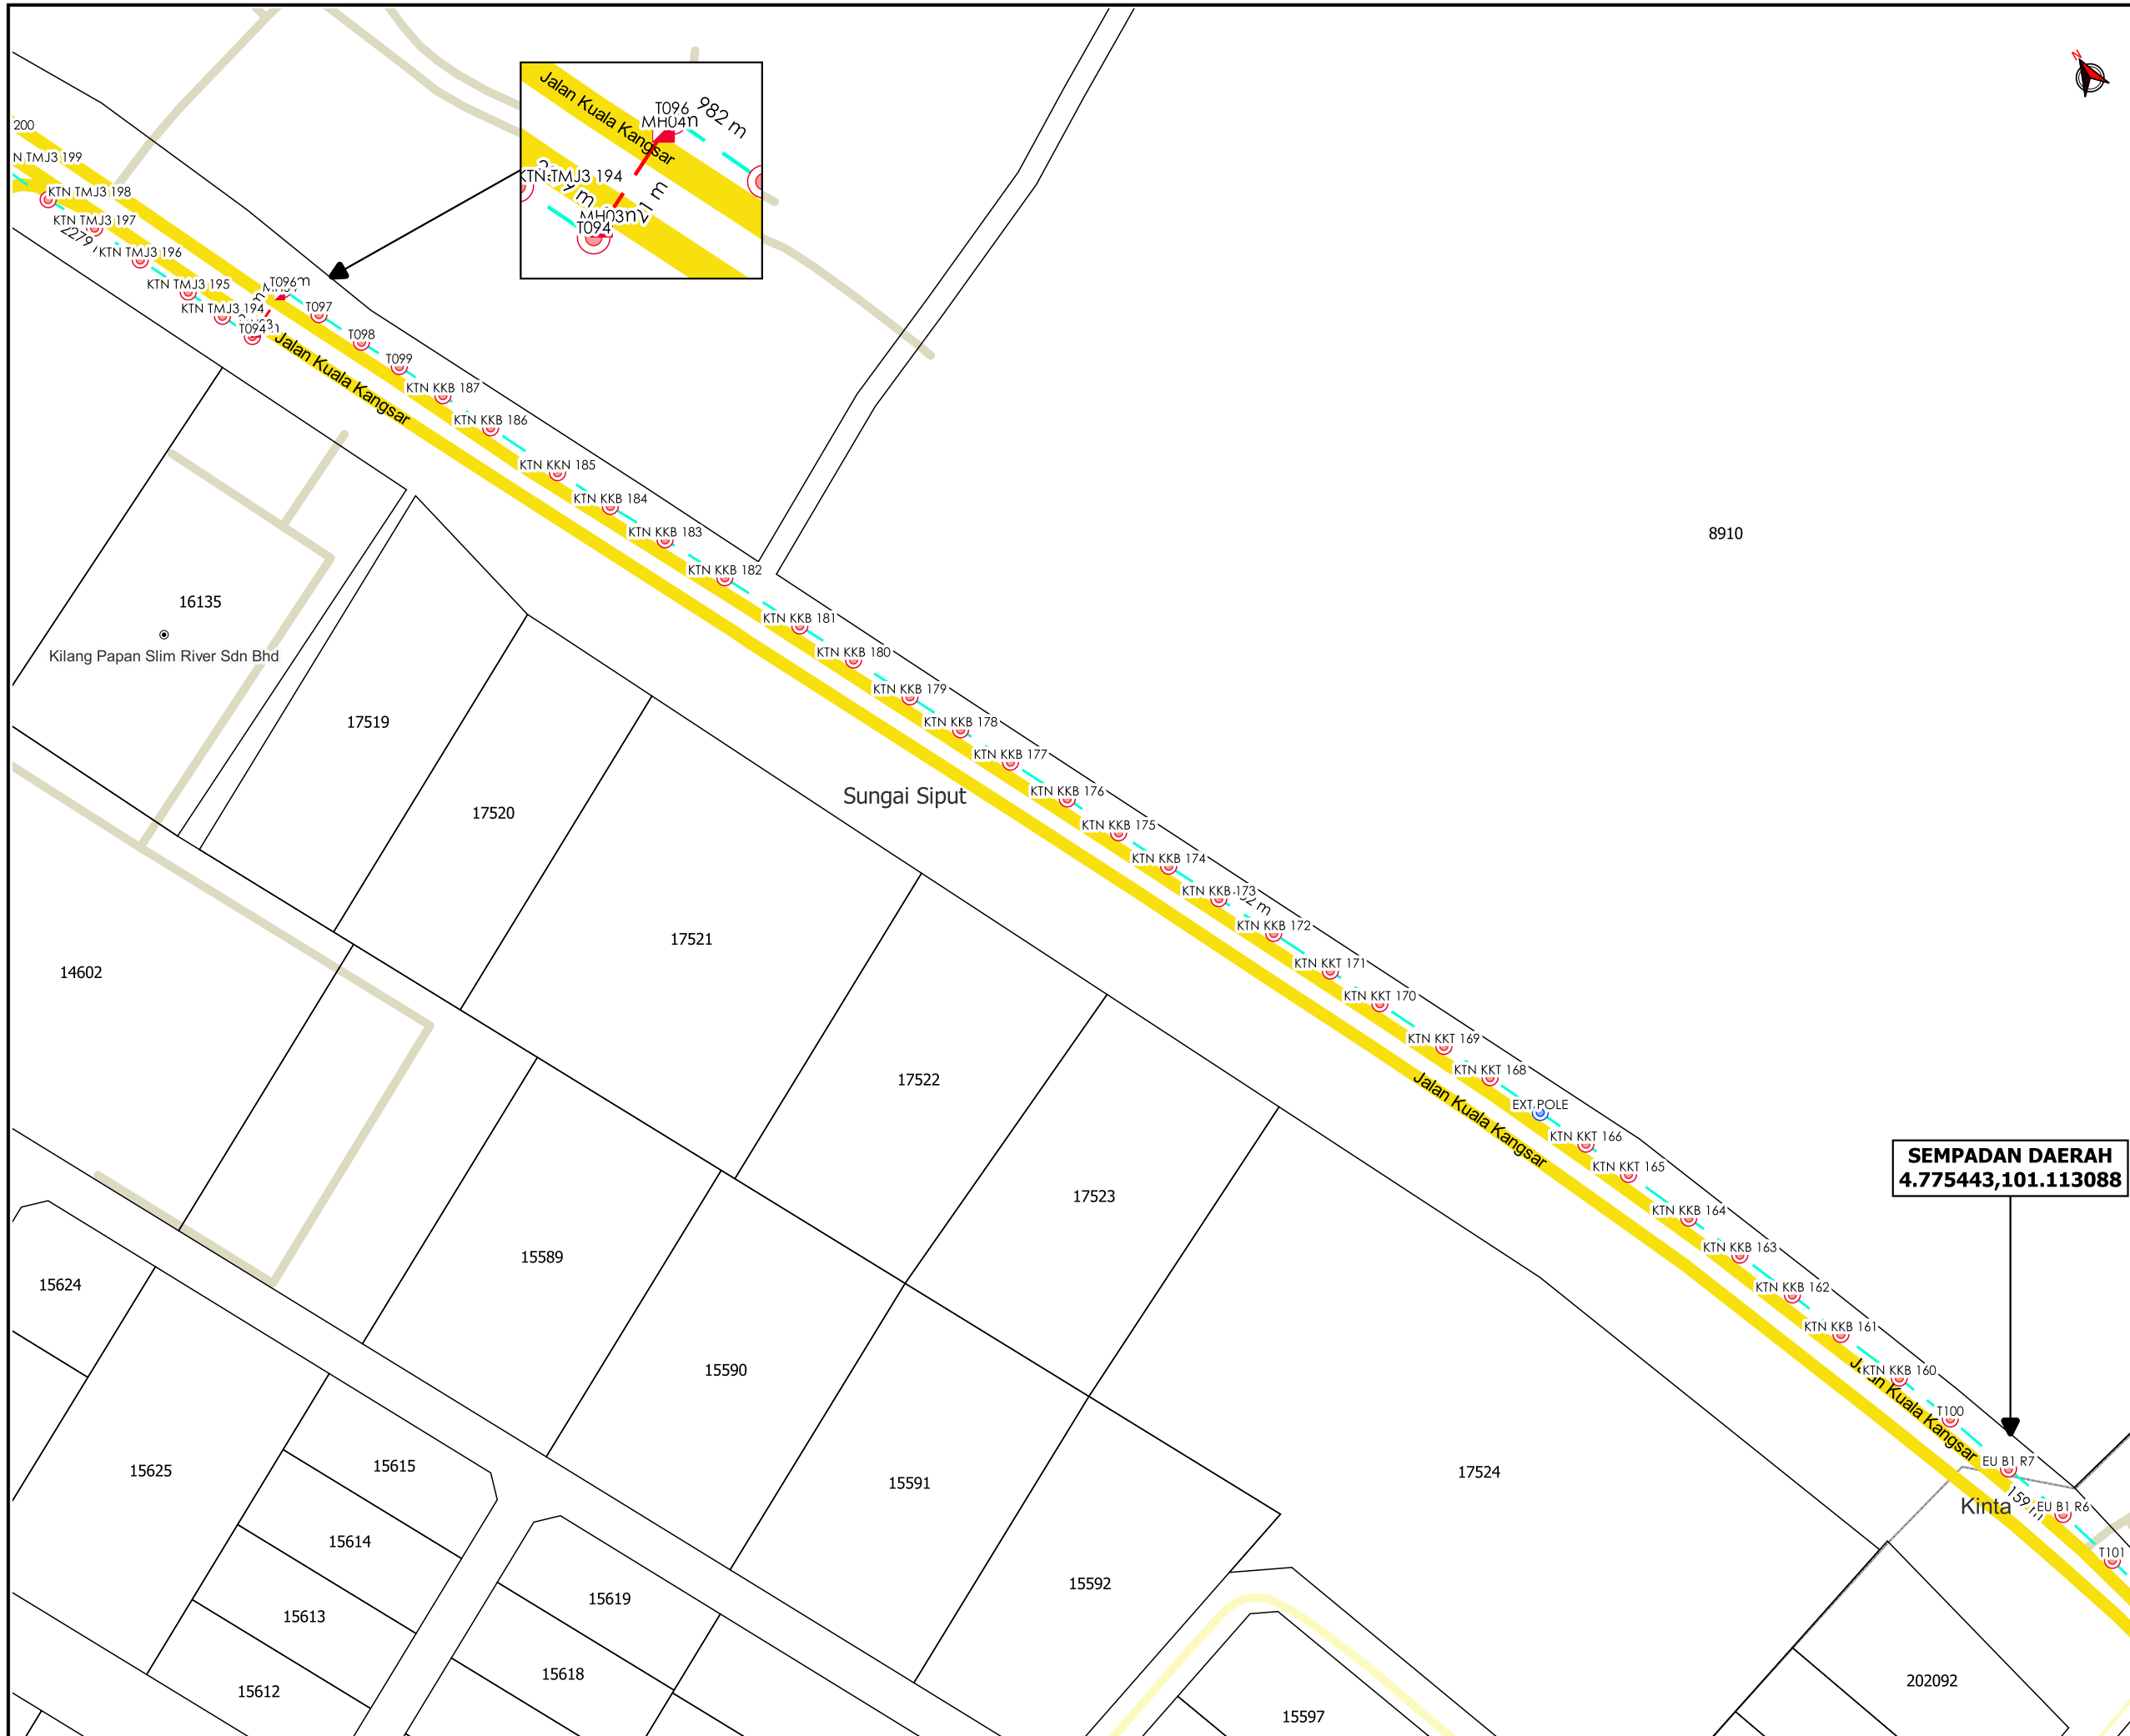 N
Jalan Kuala Kangsar
T096
982 m
MH04
KTN TMJ3 194
21 m
MH03
T094
200
N TMJ3 199
KTN TMJ3 198
KTN TMJ3 197
2279
KTN TMJ3 196
KTN TMJ3 195
T096
KTN TMJ3 194
T097
T094
T098
Jalan Kuala Kangsar
T099
KTN KKB 187
KTN KKB 186
KTN KKN 185
KTN KKB 184
KTN KKB 183
8910
KTN KKB 182
16135
KTN KKB 181
Kilang Papan Slim River Sdn Bhd
KTN KKB 180
KTN KKB 179
17519
KTN KKB 178
KTN KKB 177
Sungai Siput
KTN KKB 176
17520
KTN KKB 175
KTN KKB 174
KTN KKB 173
KTN KKB 172
17521
KTN KKT 171
14602
KTN KKT 170
KTN KKT 169
KTN KKT 168
17522
EXT.POLE
Jalan Kuala Kangsar
KTN KKT 166
SEMPADAN DAERAH
4.775443,101.113088
KTN KKT 165
17523
KTN KKB 164
KTN KKB 163
15589
15624
KTN KKB 162
KTN KKB 161
15590
KTN KKB 160
Jalan Kuala Kangsar
T100
EU B1 R7
15625
15615
17524
15591
159 m
Kinta
EU B1 R6
15614
T101
15592
15619
15613
15618
202092
15612
15597